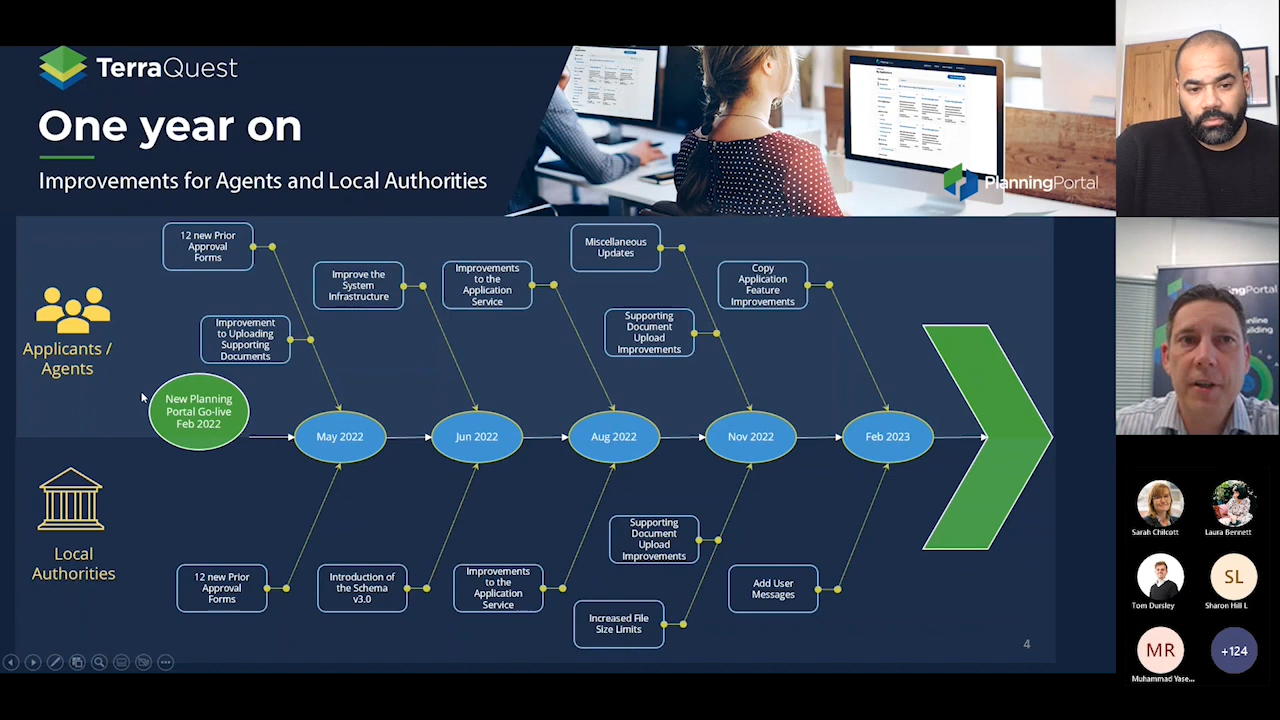 TerraQuest
One year on
Improvements for Agents and Local Authorities
PlanningPortal
12 new Prior
Approval
Forms
Improve the
System
Infrastructure
Improvements
to the
Application
Service
Miscellaneous
Updates
Copy
Application
Feature
Improvements
Improvement
to Uploading
Supporting
Documents
Supporting
Document
Upload
Improvements
Applicants /
Agents
New Planning
Portal Go-live
Feb 2022
May 2022
Jun 2022
Aug 2022
Nov 2022
Feb 2023
Local
Authorities
12 new Prior
Approval
Forms
Introduction of
the Schema
v3.0
Improvements
to the
Application
Service
Supporting
Document
Upload
Improvements
Increased File
Size Limits
Add User
Messages
4
ngPortal
nline
uilding
Sarah Chilcott
Laura Bennett
SL
Tom Dursley
Sharon Hill L
MR
+124
Muhammad Yase...